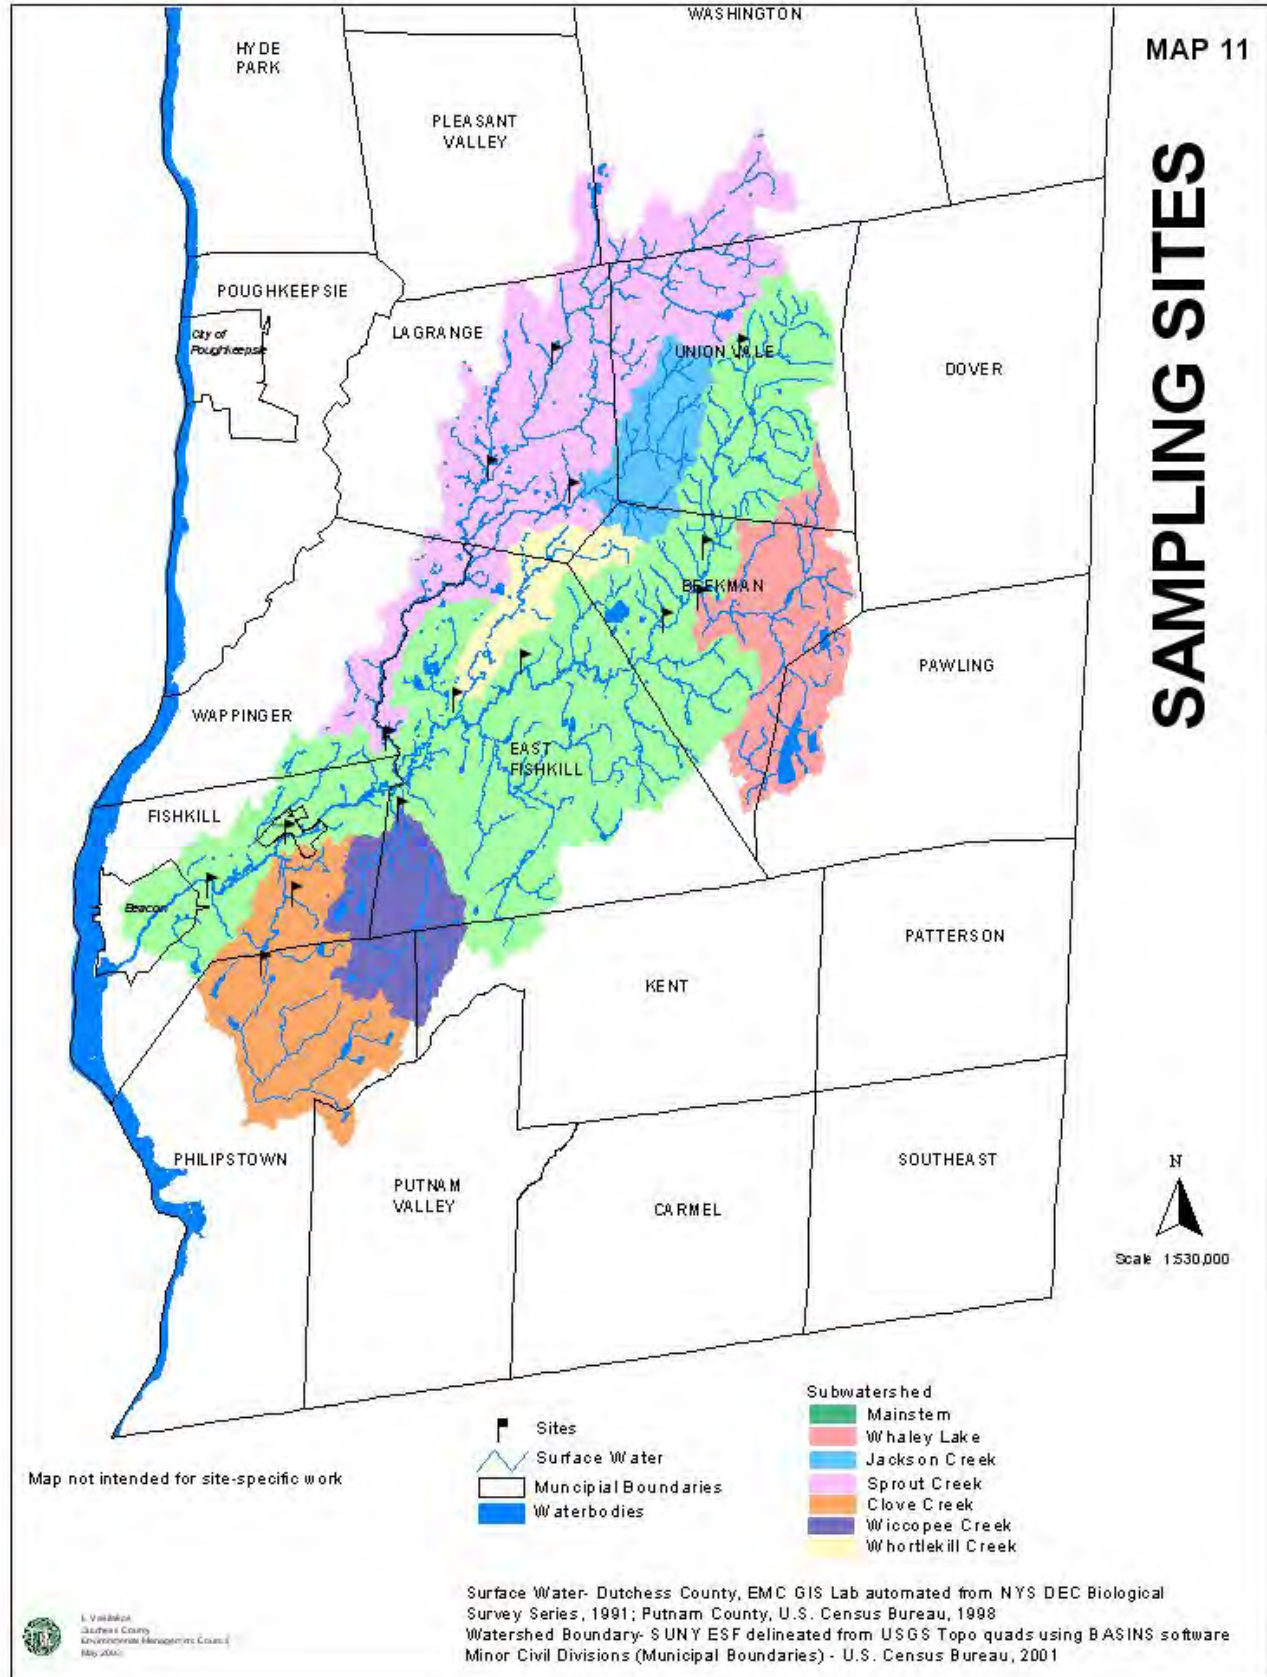 WASHINGTON
MAP 11
HYDE
PARK
PLEASANT
VALLEY
SAMPLING SITES
POUGHKEEPSIE
City of
Poughkeepsie
LAGRANGE
UNION VALE
DOVER
BEEKMAN
PAWLING
WAPPINGER
EAST
FISHKILL
FISHKILL
Beacon
PATTERSON
KENT
PHILIPSTOWN
SOUTHEAST
PUTNAM
VALLEY
CARMEL
N
Scale 1:530,000
Sites
Surface Water
Muncipial Boundaries
Waterbodies
Subwatershed
Mainstem
Whaley Lake
Jackson Creek
Sprout Creek
Clove Creek
Wiccopee Creek
Whortlekill Creek
Map not intended for site-specific work
Surface Water- Dutchess County, EMC GIS Lab automated from NYS DEC Biological
Survey Series, 1991; Putnam County, U.S. Census Bureau, 1998
Watershed Boundary- SUNY ESF delineated from USGS Topo quads using BASINS software
Minor Civil Divisions (Municipal Boundaries) - U.S. Census Bureau, 2001
Dutchess County
Environmental Management Council